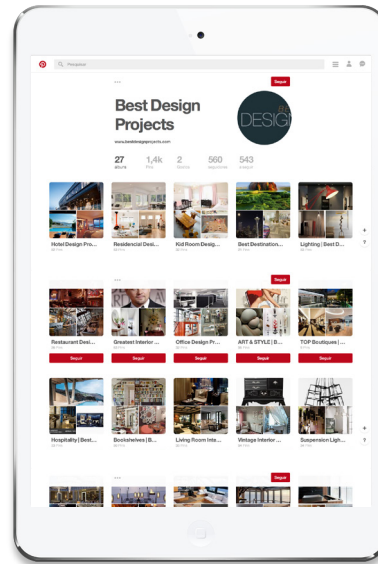 Pesquisar
Seguir
Best Design
Projects
DESIGN
www.bestdesignprojects.com
27 1,4k 2 560 543
Pins
Hotel Design Pro... Residencial Desi... Kid Room Desig... Best Destination... Lighting | Best D...
Seguir
Restaurant Desi... Greatest Interior ... Office Design Pr... ART & STYLE | B... TOP Boutiques | ...
Seguir Seguir Seguir Seguir Seguir
Hospitality | Best... Bookshelves | B... Living Room Inte... Vintage Interior ... Suspension Ligh...
Seguir